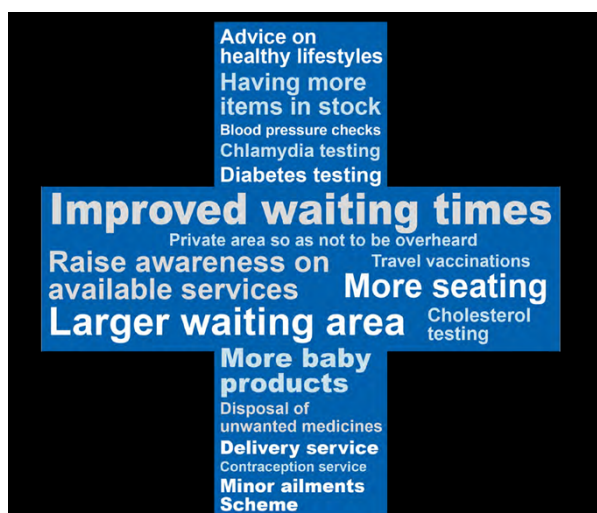 Advice on
healthy lifestyles
Having more
items in stock
Blood pressure checks
Chlamydia testing
Diabetes testing
Improved waiting times
Private area so as not to be overheard
Raise awareness on
available services
Travel vaccinations
More seating
Larger waiting area
Cholesterol
testing
More baby
products
Disposal of
unwanted medicines
Delivery service
Contraception service
Minor ailments
Scheme